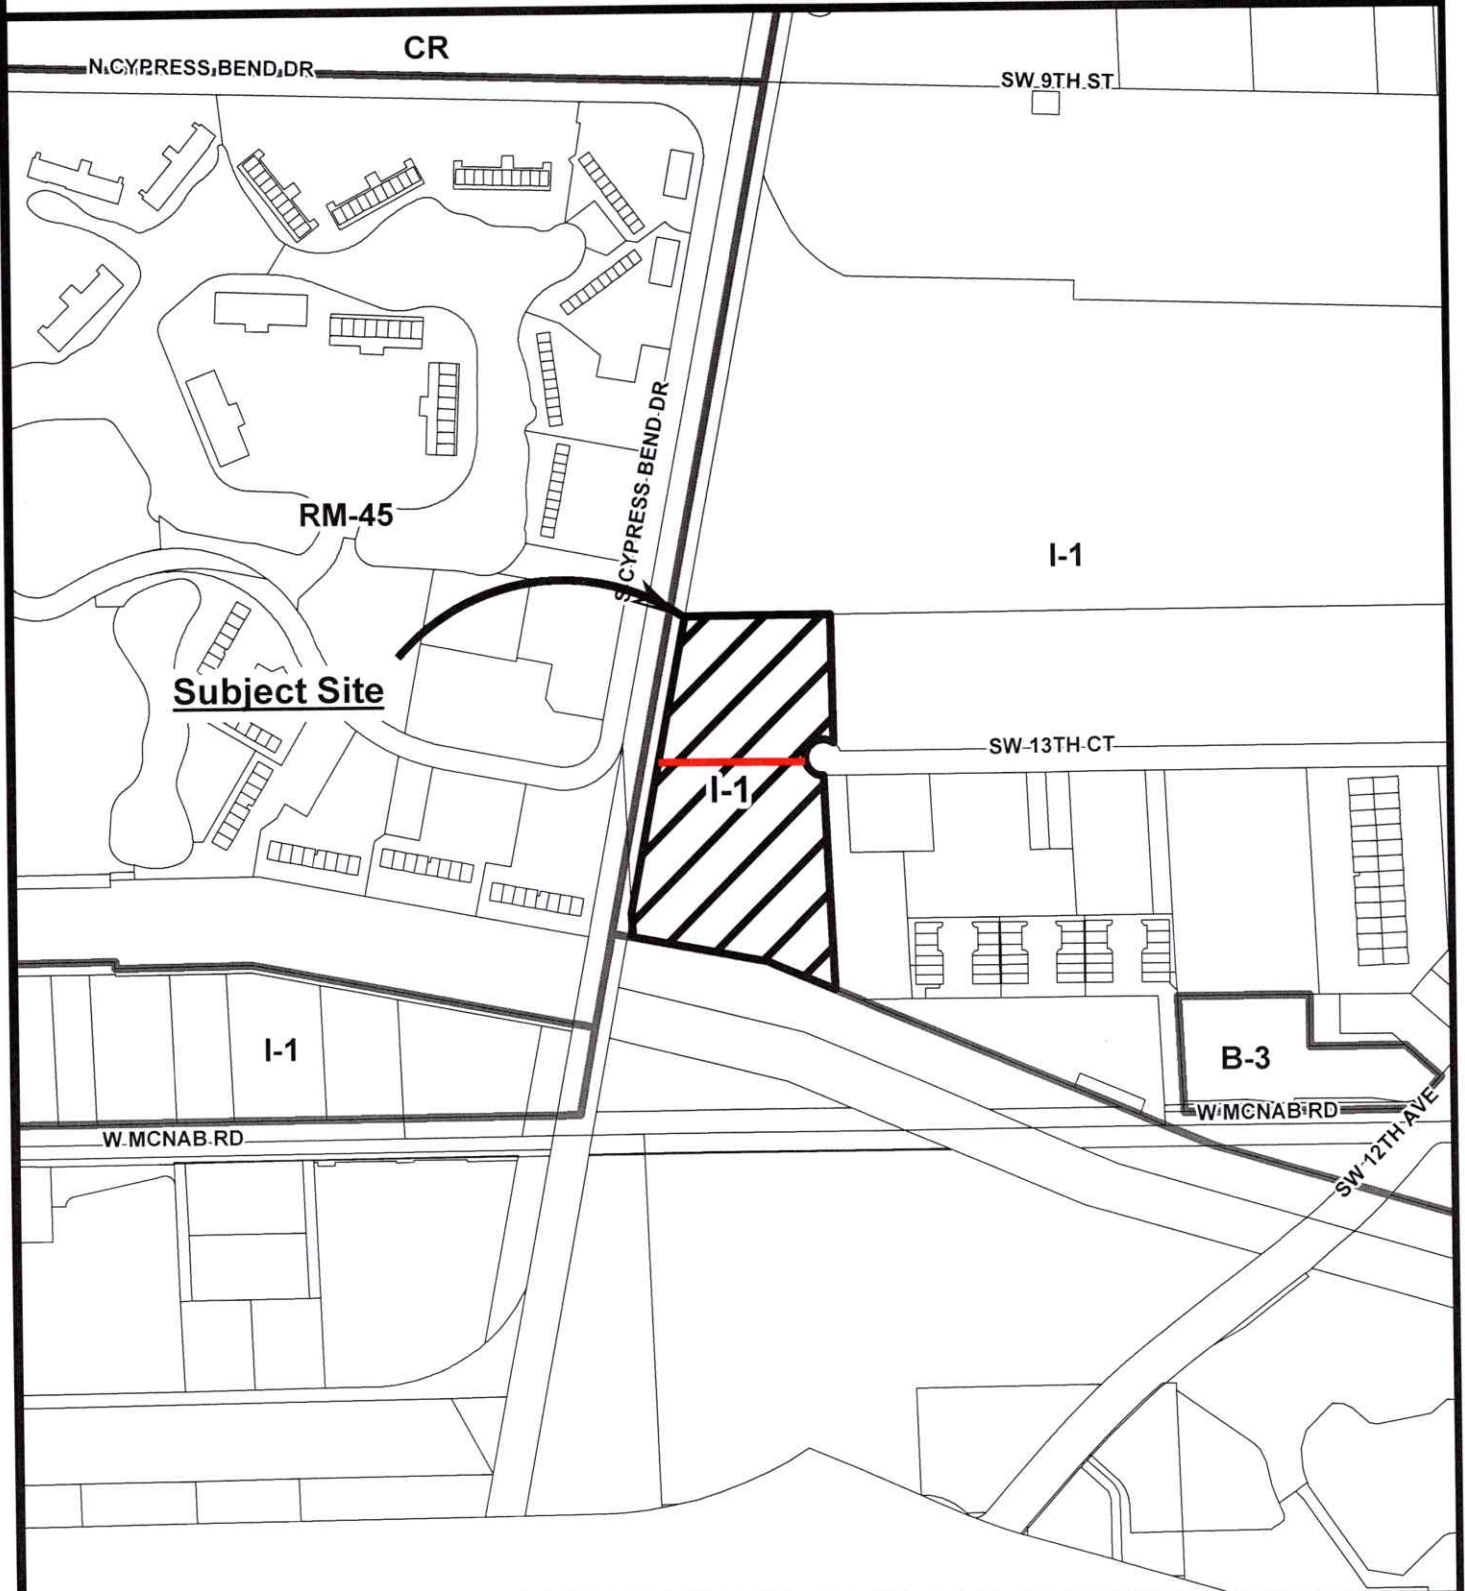 CR
N CYPRESS BEND DR
SW 9TH ST
S CYPRESS BEND DR
RM-45
I-1
Subject Site
SW 13TH CT
I-1
I-1
B-3
W MCNAB RD
W MCNAB RD
SW 12TH AVE